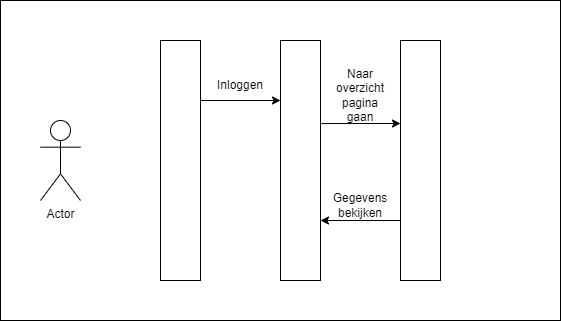 Inloggen
Naar
overzicht
pagina
gaan
Gegevens
bekijken
Actor